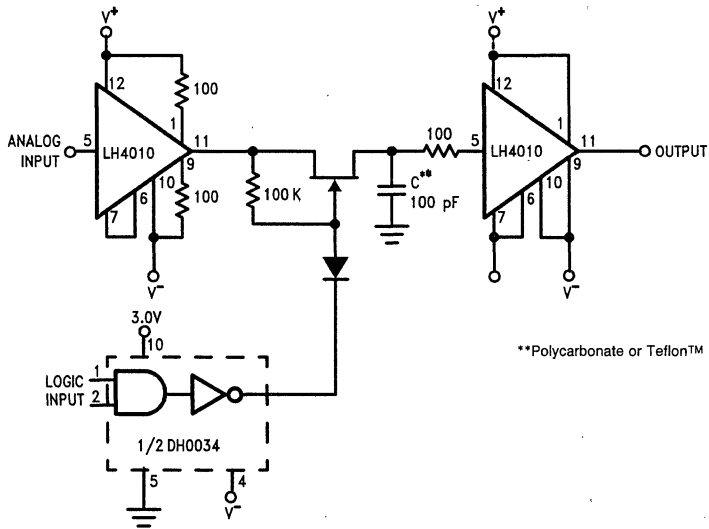 V+
V+
12
100
12
1
1
ANALOG
INPUT
5
LH4010
11
9
10
6
7
100
100 K
100
C**
100 pF
5
LH4010
11
9
10
6
7
OUTPUT
V-
V-
3.0V
10
**Polycarbonate or Teflon™
LOGIC
INPUT
1
2
1/2 DH0034
5
4
V-